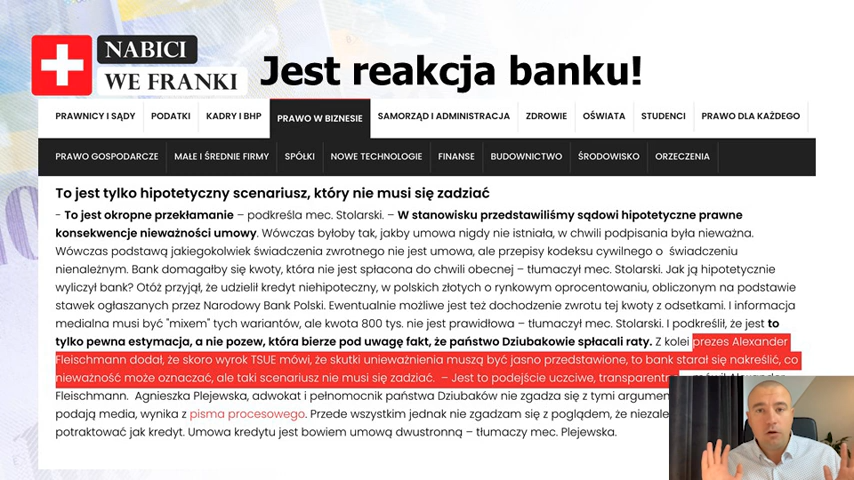 NABICI
WE FRANKI
Jest reakcja banku!
PRAWNICY I SĄDY PODATKI KADRY I BHP PRAWO W BIZNESIE SAMORZĄD I ADMINISTRACJA ZDROWIE OŚWIATA STUDENCI PRAWO DLA KAŻDEGO
PRAWO GOSPODARCZE MAŁE I ŚREDNIE FIRMY SPÓŁKI NOWE TECHNOLOGIE FINANSE BUDOWNICTWO ŚRODOWISKO ORZECZENIA
To jest tylko hipotetyczny scenariusz, który nie musi się zadziać
- To jest okropne przekłamanie – podkreśla mec. Stolarski. – W stanowisku przedstawiliśmy sądowi hipotetyczne prawne
konsekwencje nieważności umowy. Wówczas byłoby tak, jakby umowa nigdy nie istniała, w chwili podpisania była nieważna.
Wówczas podstawą jakiegokolwiek świadczenia zwrotnego nie jest umowa, ale przepisy kodeksu cywilnego o świadczeniu
nienależnym. Bank domagałby się kwoty, która nie jest spłacona do chwili obecnej – tłumaczył mec. Stolarski. Jak ją hipotetycznie
wyliczył bank? Otóż przyjął, że udzielił kredyt niehipoteczny, w polskich złotych o rynkowym oprocentowaniu, obliczonym na podstawie
stawek ogłaszanych przez Narodowy Bank Polski. Ewentualnie możliwe jest też dochodzenie zwrotu tej kwoty z odsetkami. I informacja
medialna musi być "mixem" tych wariantów, ale kwota 800 tys. nie jest prawidłowa – tłumaczył mec. Stolarski. I podkreślił, że jest to
tylko pewna estymacja, a nie pozew, która bierze pod uwagę fakt, że państwo Dziubakowie spłacali raty. Z kolei prezes Alexander
Fleischmann dodał, że skoro wyrok TSUE mówi, że skutki unieważnienia muszą być jasno przedstawione, to bank starał się nakreślić, co
nieważność może oznaczać, ale taki scenariusz nie musi się zadziać. – Jest to podejście uczciwe,
Fleischmann. Agnieszka Plejewska, adwokat i pełnomocnik państwa Dziubaków nie zgadza się z tymi
podają media, wynika z pisma procesowego. Przede wszystkim jednak nie zgadzam się z poglądem, że
potraktować jak kredyt. Umowa kredytu jest bowiem umową dwustronną – tłumaczy mec. Plejewska.